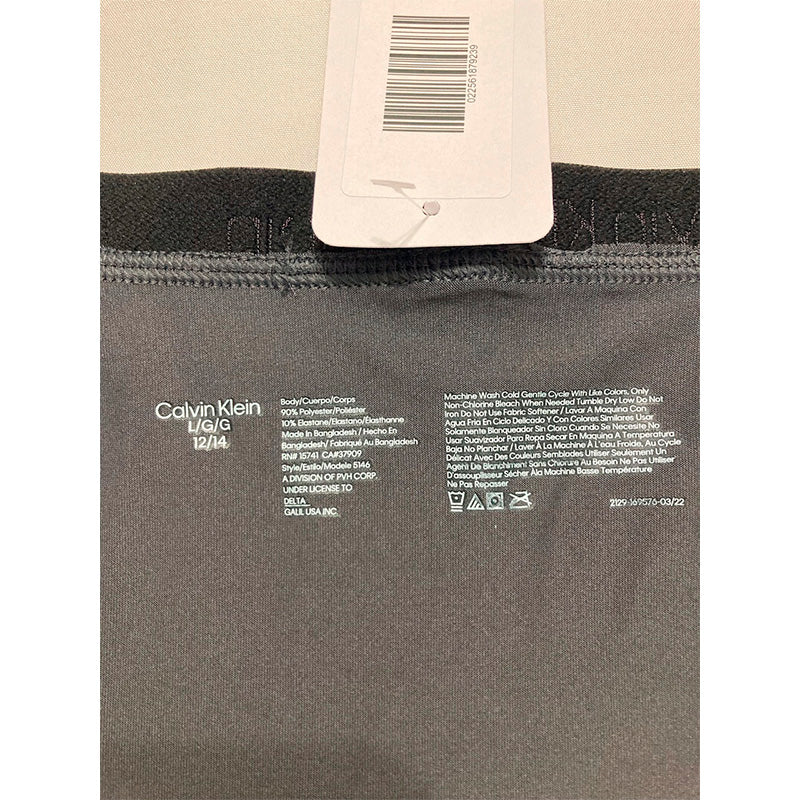 022561879239
Calvin Klein
L/G/G
12/14
Body/Cuerpo/Corps
90% Polyester/Poliéster
10% Elastane/Elastano/Élasthanne
Made In Bangladesh/ Hecho En
Bangladesh/ Fabriqué Au Bangladesh
RN# 15741 CA#37909
Style/Estilo/Modele 5146
A DIVISION OF PVH CORP.
UNDER LICENSE TO
DELTA
GALIL USA INC.
Machine Wash Cold Gentle Cycle With Like Colors, Only
Non-Chlorine Bleach When Needed Tumble Dry Low Do Not
Iron Do Not Use Fabric Softener / Lavar A Maquina Con
Agua Fria En Ciclo Delicado Y Con Colores Similares Usar
Solamente Blanqueador Sin Cloro Cuando Se Necesite No
Usar Suavizador Para Ropa Secar En Maquina A Temperatura
Baja No Planchar / Laver À La Machine À L'eau Froide, Au Cycle
Délicat Avec Des Couleurs Semblables Utiliser Seulement Un
Agent De Blanchiment Sans Chlorure Au Besoin Ne Pas Utiliser
D'assouplisseur Sécher Àla Machine Basse Température
Ne Pas Repasser
2129-169576-03/22